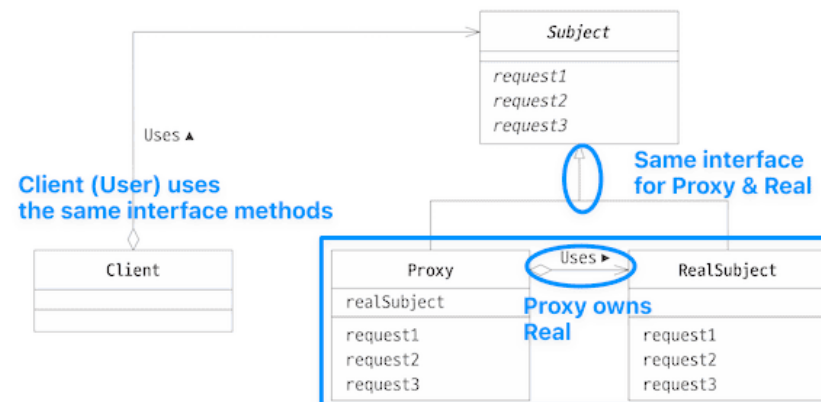 Subject
request1
request2
request3
Uses ▲
Same interface
for Proxy & Real
Client (User) uses
the same interface methods
Client
Proxy
realSubject
request1
request2
request3
Uses ►
Proxy owns
Real
RealSubject
request1
request2
request3